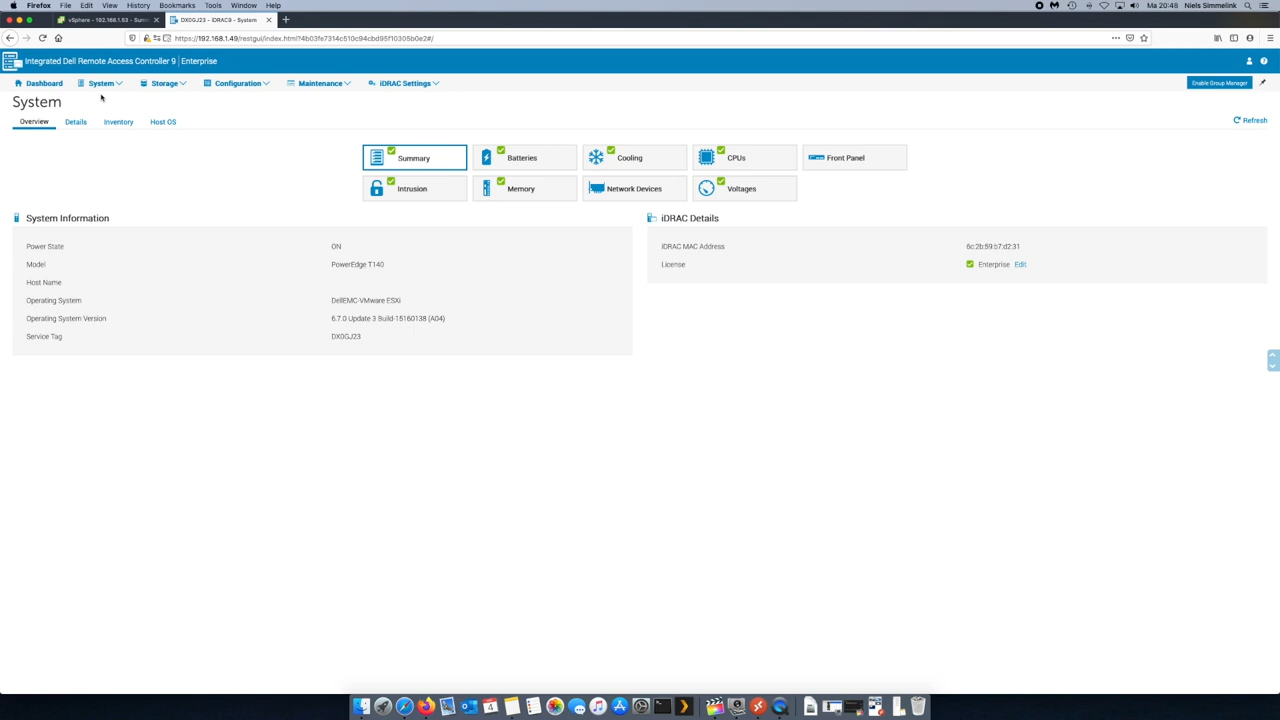 Firefox File Edit View History Bookmarks Tools Window Help Ma 20:48 Niels Simmelink
vSphere - 192.168.1.53 - Summ DX0GJ23 - iDRAC9 - System
https://192.168.1.49/restgui/index.html?4b03fe7314c510c94cbd95f10305b0e2#/
Integrated Dell Remote Access Controller 9 | Enterprise
Dashboard System Storage Configuration Maintenance iDRAC Settings Enable Group Manager
System
Overview Details Inventory Host OS Refresh
Summary Batteries Cooling CPUs Front Panel
Intrusion Memory Network Devices Voltages
System Information iDRAC Details
Power State ON iDRAC MAC Address 6c:2b:59:b7:d2:31
Model PowerEdge T140 License Enterprise Edit
Host Name
Operating System DellEMC-VMware ESXi
Operating System Version 6.7.0 Update 3 Build-15160138 (A04)
Service Tag DX0GJ23